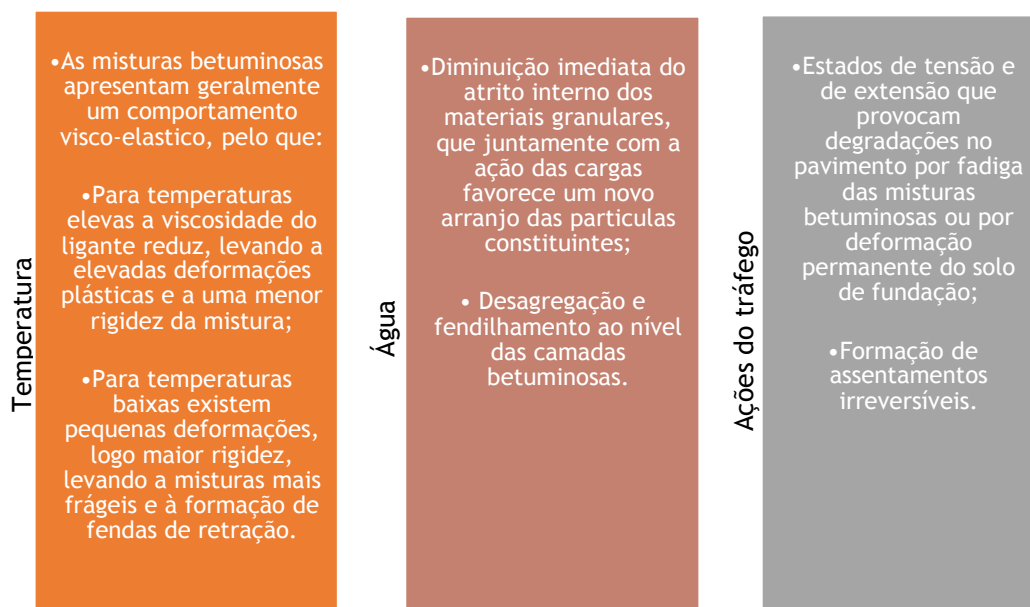 Temperatura
•As misturas betuminosas
apresentam geralmente
um comportamento
visco-elastico, pelo que:
•Para temperaturas
elevas a viscosidade do
ligante reduz, levando a
elevadas deformações
plásticas e a uma menor
rigidez da mistura;
•Para temperaturas
baixas existem
pequenas deformações,
logo maior rigidez,
levando a misturas mais
frágeis e à formação de
fendas de retração.
Água
•Diminuição imediata do
atrito interno dos
materiais granulares,
que juntamente com a
ação das cargas
favorece um novo
arranjo das particulas
constituintes;
• Desagregação e
fendilhamento ao nível
das camadas
betuminosas.
Ações do tráfego
•Estados de tensão e
de extensão que
provocam
degradações no
pavimento por fadiga
das misturas
betuminosas ou por
deformação
permanente do solo
de fundação;
•Formação de
assentamentos
irreversíveis.